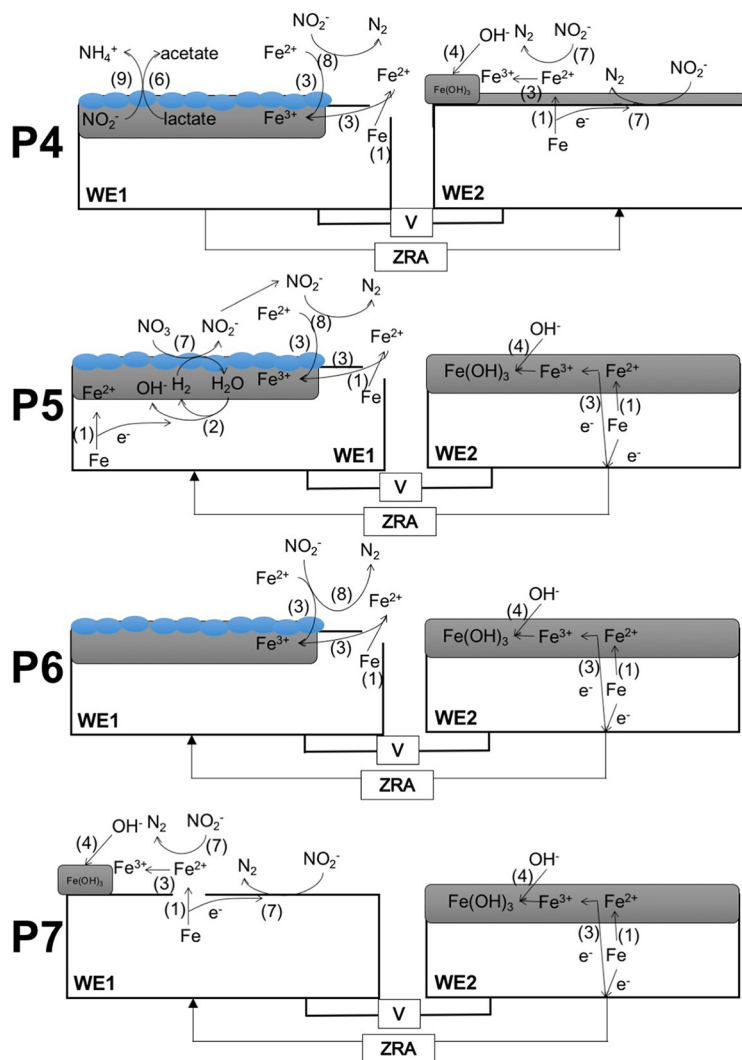 P4
NH₄⁺ acetate
(9) (6)
NO₂⁻ lactate
NO₂⁻ N₂
Fe²⁺ (8)
(3)
Fe³⁺ (3)
Fe²⁺
Fe
(1)
WE1
(4) OH⁻ N₂ NO₂⁻
(7)
Fe(OH)₃ Fe³⁺ Fe²⁺
(3)
N₂ NO₂⁻
(1) e⁻ (7)
Fe
WE2
V
ZRA
P5
NO₂⁻ N₂
Fe²⁺ (8)
NO₃ NO₂⁻
(7)
(3) (3)
Fe²⁺
Fe²⁺ OH⁻ H₂ H₂O Fe³⁺
(1)
Fe
(2)
(1) e⁻
Fe
WE1
OH⁻
(4)
Fe(OH)₃ Fe³⁺ Fe²⁺
(3) (1)
e⁻ Fe
e⁻
WE2
V
ZRA
P6
NO₂⁻ N₂
Fe²⁺ (8)
(3)
Fe²⁺
Fe³⁺ (3)
Fe
(1)
WE1
OH⁻
(4)
Fe(OH)₃ Fe³⁺ Fe²⁺
(3) (1)
e⁻ Fe
e⁻
WE2
V
ZRA
P7
(4) OH⁻ N₂ NO₂⁻
(7)
Fe(OH)₃ Fe³⁺ Fe²⁺
(3)
N₂ NO₂⁻
(1) e⁻ (7)
Fe
WE1
OH⁻
(4)
Fe(OH)₃ Fe³⁺ Fe²⁺
(3) (1)
e⁻ Fe
e⁻
WE2
V
ZRA